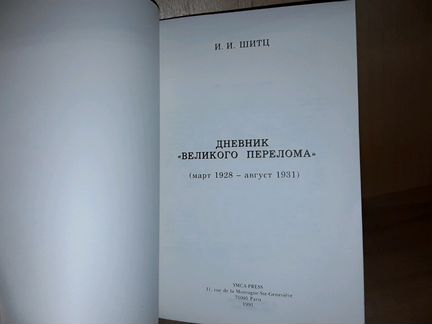 И. И. ШИТЦ
ДНЕВНИК
«ВЕЛИКОГО ПЕРЕЛОМА»
(март 1928 – август 1931)
YMCA-PRESS
11, rue de la Montagne-Ste-Geneviève
75005 Paris
1991